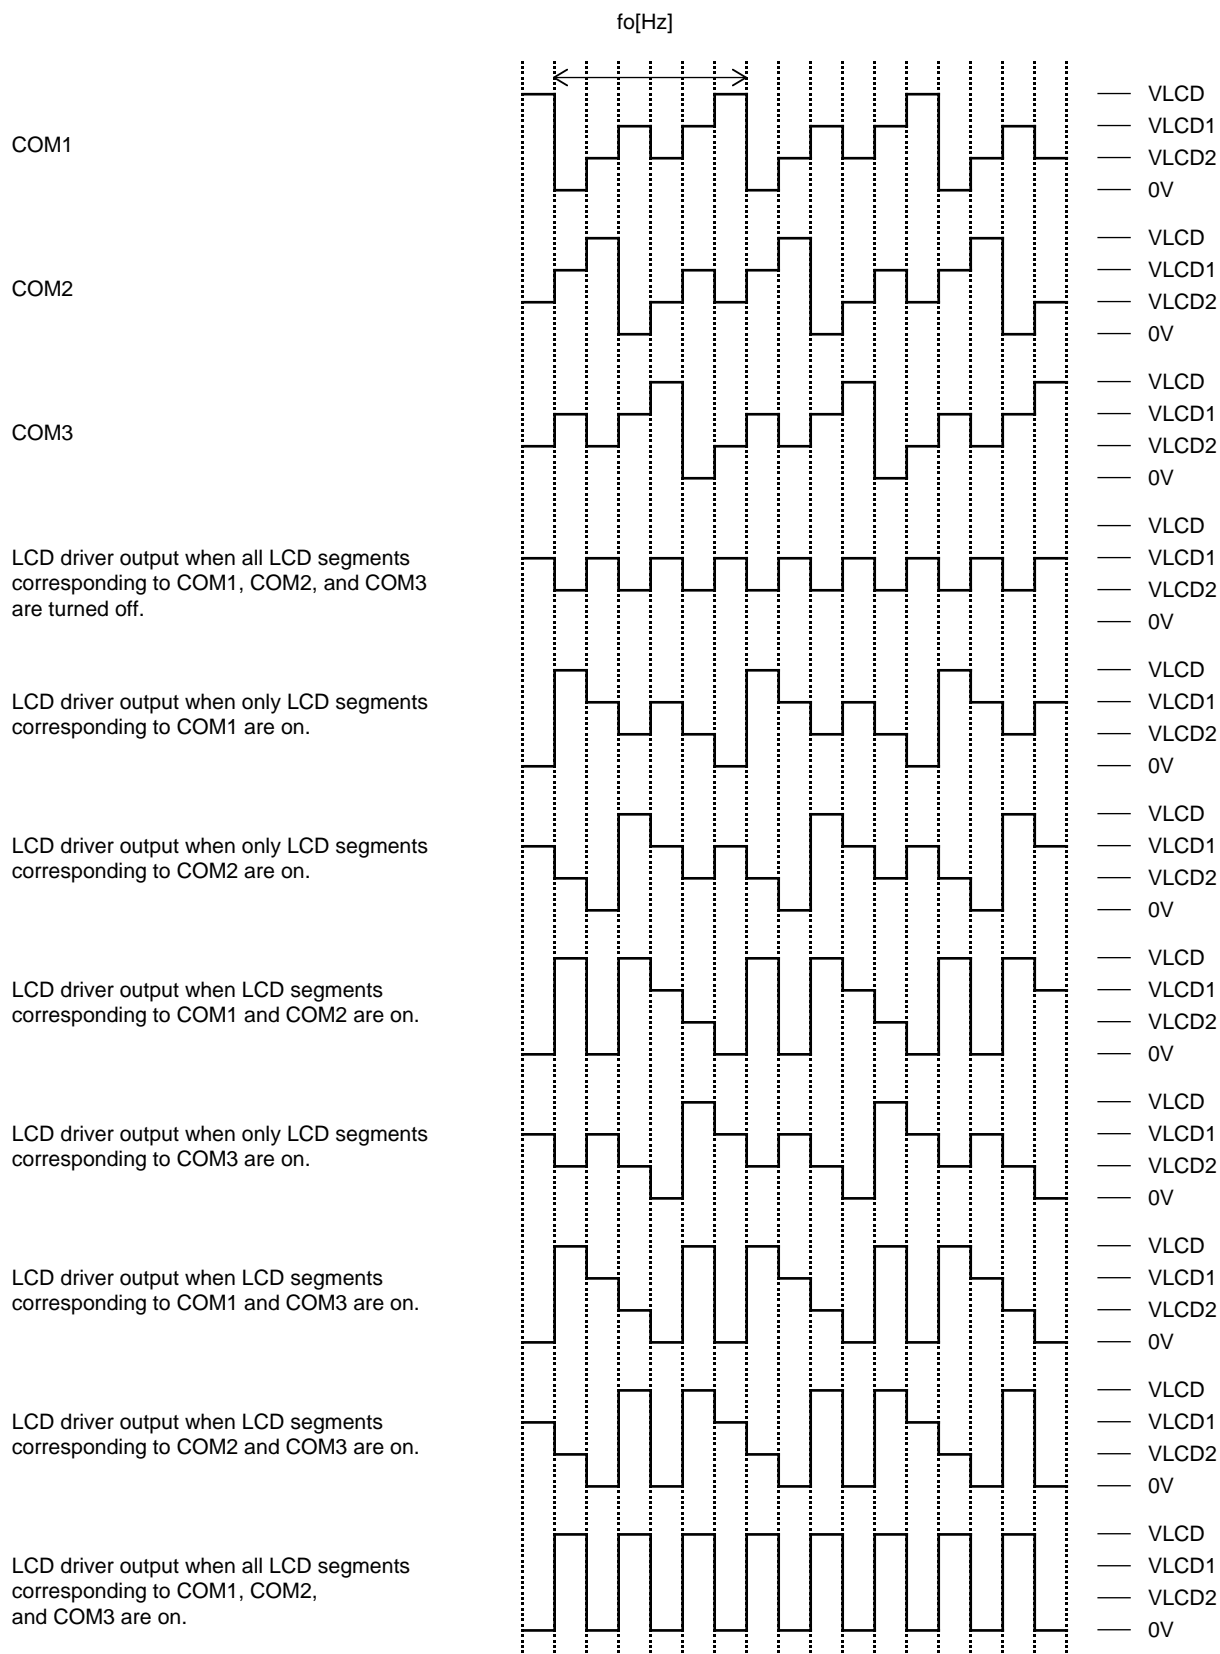 fo[Hz]
COM1
VLCD
VLCD1
VLCD2
0V
COM2
VLCD
VLCD1
VLCD2
0V
COM3
VLCD
VLCD1
VLCD2
0V
LCD driver output when all LCD segments
corresponding to COM1, COM2, and COM3
are turned off.
VLCD
VLCD1
VLCD2
0V
LCD driver output when only LCD segments
corresponding to COM1 are on.
VLCD
VLCD1
VLCD2
0V
LCD driver output when only LCD segments
corresponding to COM2 are on.
VLCD
VLCD1
VLCD2
0V
LCD driver output when LCD segments
corresponding to COM1 and COM2 are on.
VLCD
VLCD1
VLCD2
0V
LCD driver output when only LCD segments
corresponding to COM3 are on.
VLCD
VLCD1
VLCD2
0V
LCD driver output when LCD segments
corresponding to COM1 and COM3 are on.
VLCD
VLCD1
VLCD2
0V
LCD driver output when LCD segments
corresponding to COM2 and COM3 are on.
VLCD
VLCD1
VLCD2
0V
LCD driver output when all LCD segments
corresponding to COM1, COM2,
and COM3 are on.
VLCD
VLCD1
VLCD2
0V